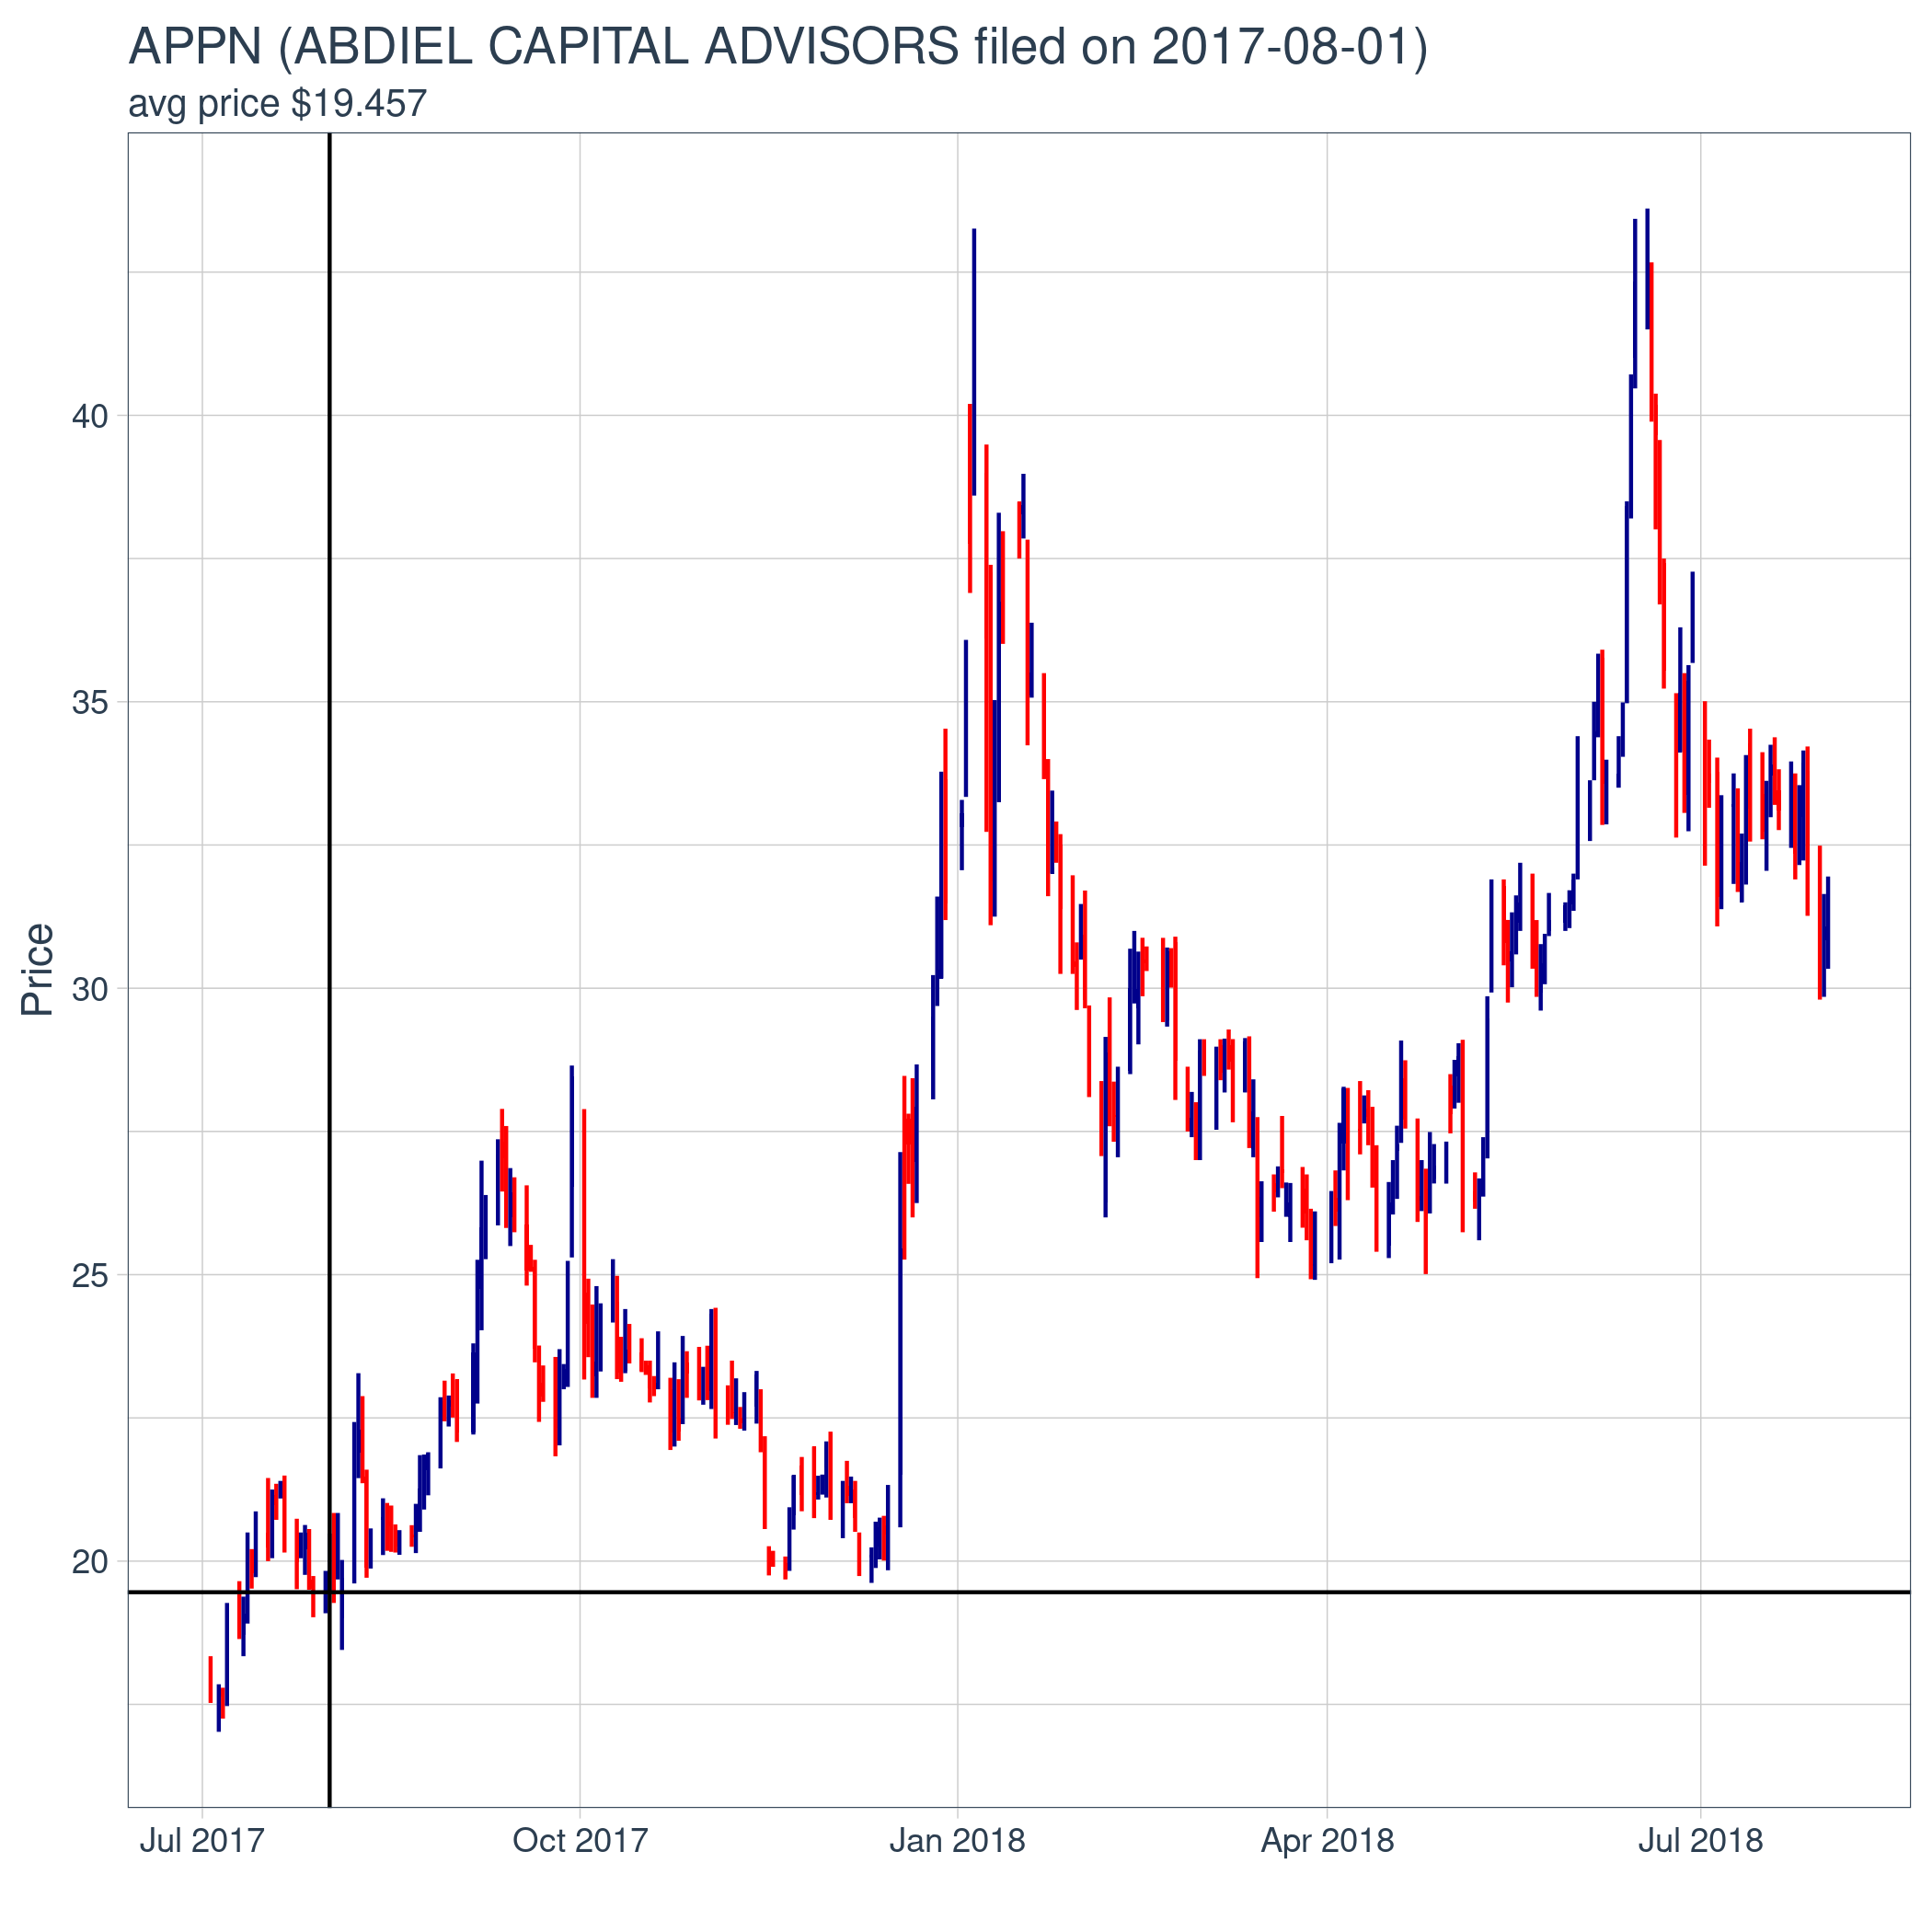 APPN (ABDIEL CAPITAL ADVISORS filed on 2017-08-01)
avg price $19.457
Price
40
35
30
25
20
Jul 2017 Oct 2017 Jan 2018 Apr 2018 Jul 2018